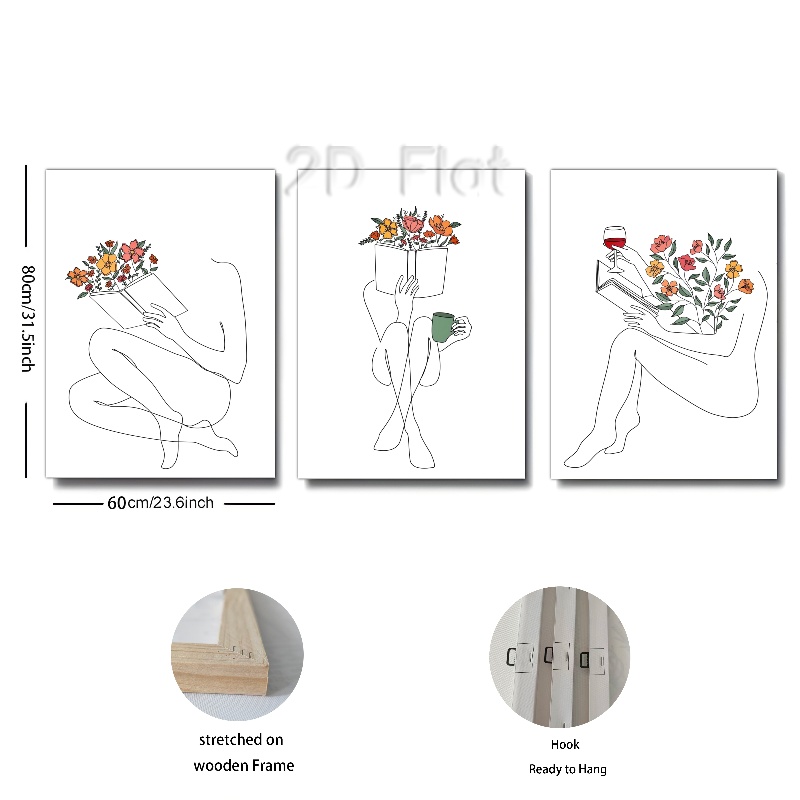 2D Flat
80cm/31.5inch
60cm/23.6inch
stretched on
wooden Frame
Hook
Ready to Hang